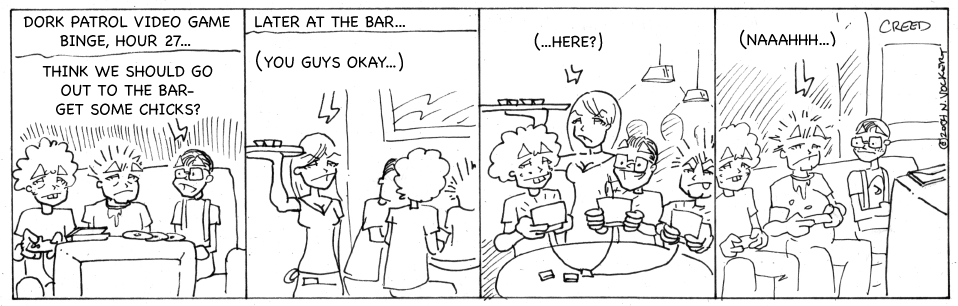 DORK PATROL VIDEO GAME
BINGE, HOUR 27...
THINK WE SHOULD GO
OUT TO THE BAR-
GET SOME CHICKS?
LATER AT THE BAR...
(YOU GUYS OKAY...)
(...HERE?)
(NAAAHHH...)
CREED
©2004 N. VOLKERT